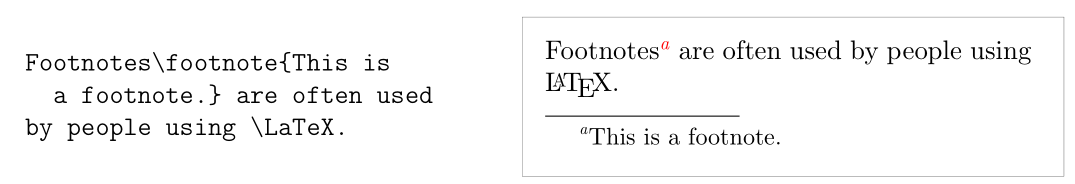 Footnotes\footnote{This is
a footnote.} are often used
by people using \LaTeX.
Footnotesᵃ are often used by people using
LATEX.
ᵃThis is a footnote.